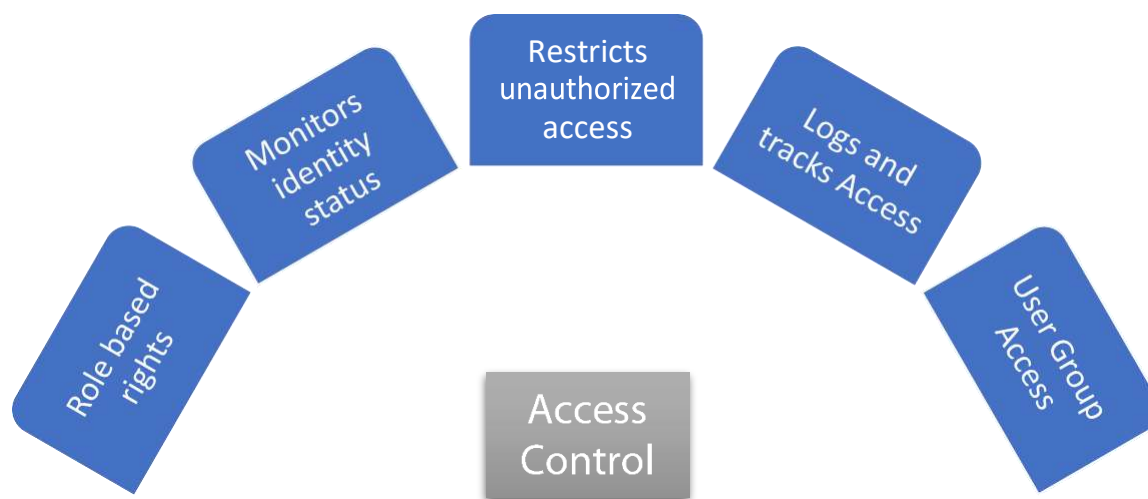 Role based
rights
Monitors
identity
status
Restricts
unauthorized
access
Logs and
tracks Access
User Group
Access
Access
Control